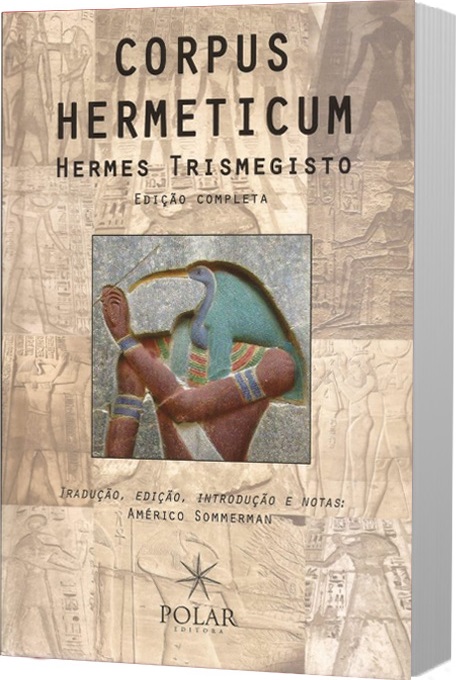 CORPUS
HERMETICUM
HERMES TRISMEGISTO
EDIÇÃO COMPLETA
TRADUÇÃO, EDIÇÃO, INTRODUÇÃO E NOTAS:
AMÉRICO SOMMERMAN
POLAR
EDITORA